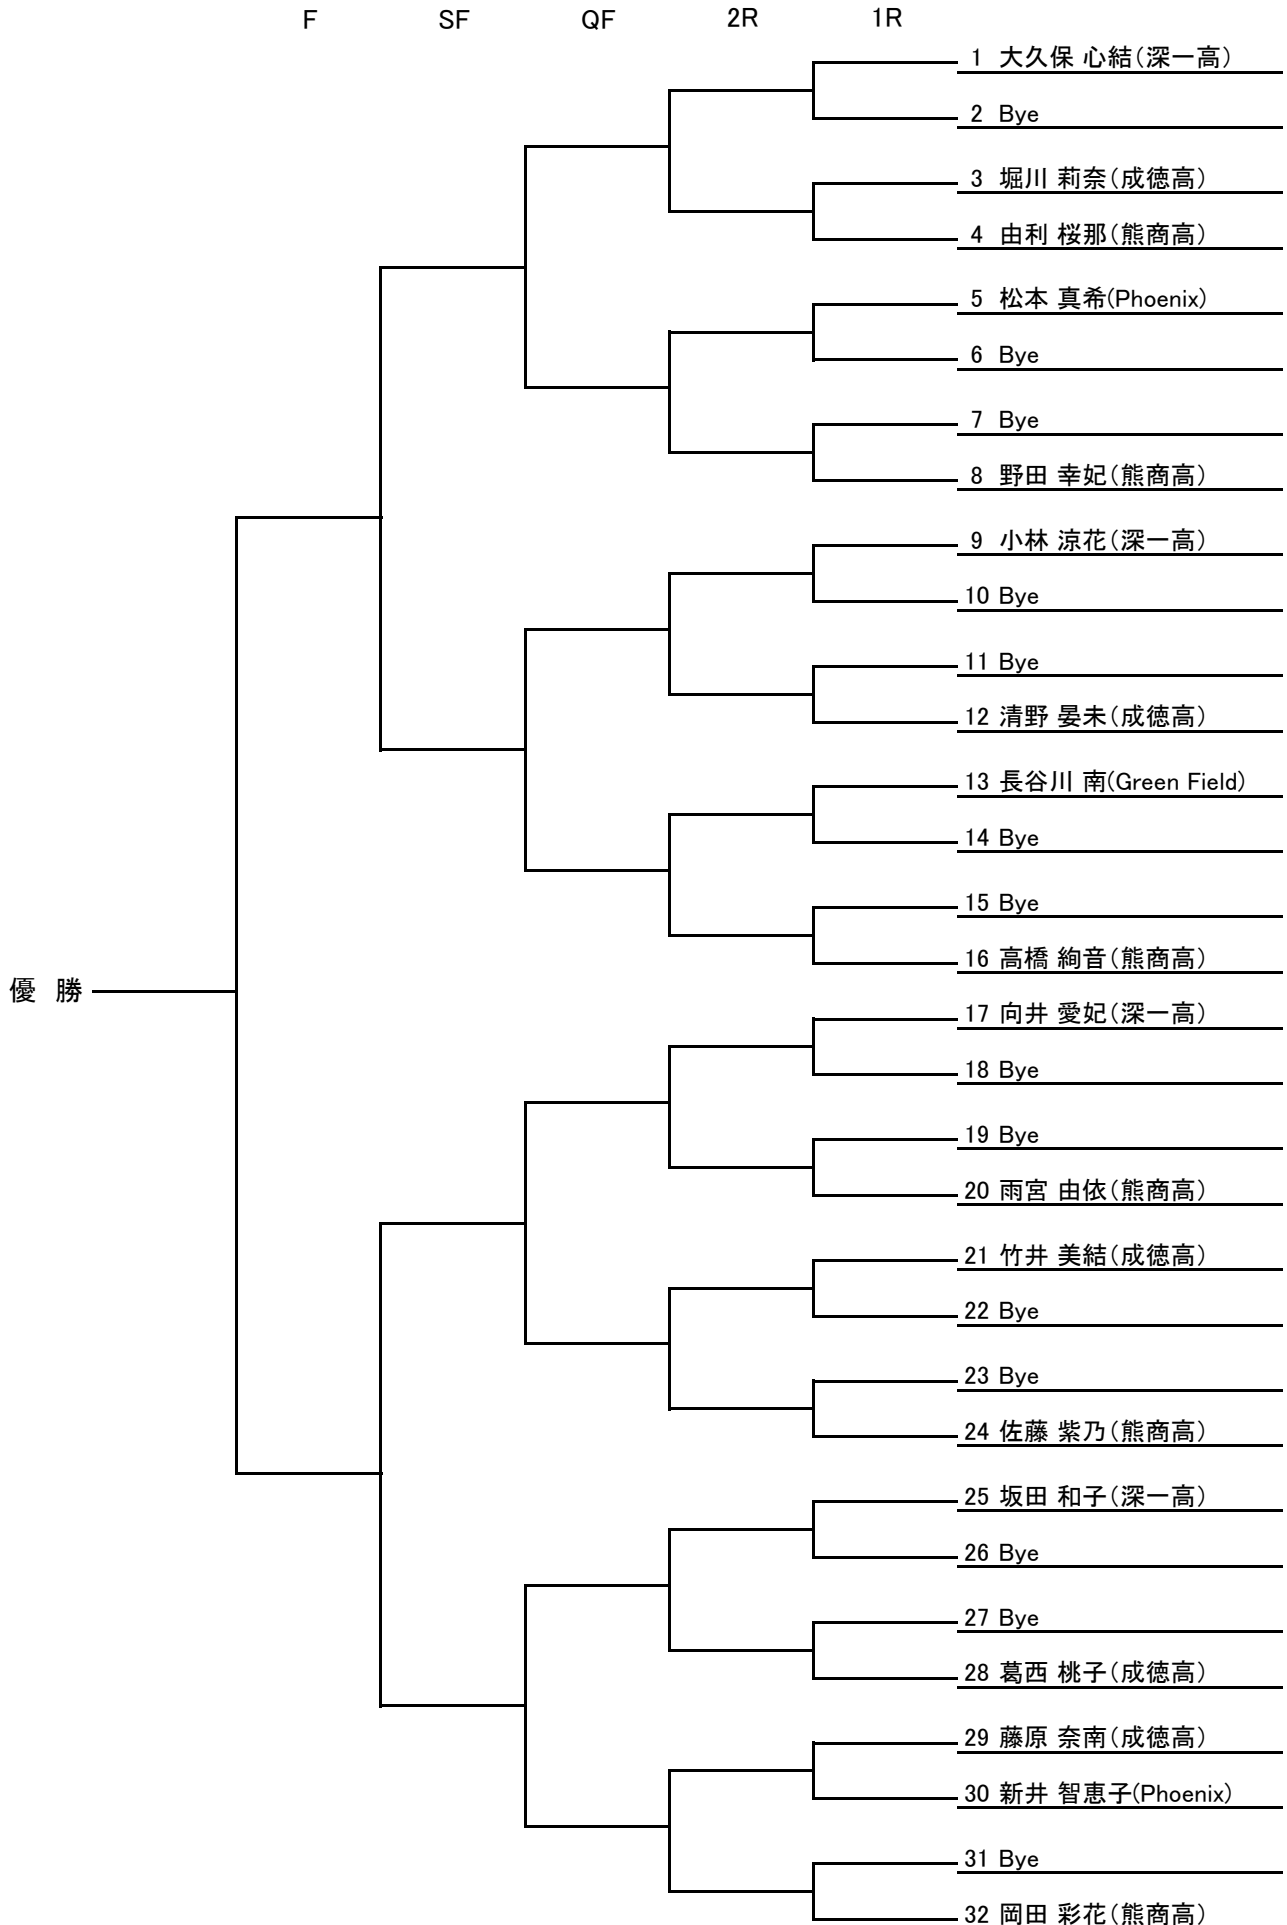 F SF QF 2R 1R
1 大久保 心結（深一高）
2 Bye
3 堀川 莉奈（成徳高）
4 由利 桜那（熊商高）
5 松本 真希(Phoenix)
6 Bye
7 Bye
8 野田 幸妃（熊商高）
9 小林 涼花（深一高）
10 Bye
11 Bye
12 清野 晏未（成徳高）
13 長谷川 南(Green Field)
14 Bye
15 Bye
16 高橋 絢音（熊商高）
優 勝
17 向井 愛妃（深一高）
18 Bye
19 Bye
20 雨宮 由依（熊商高）
21 竹井 美結（成徳高）
22 Bye
23 Bye
24 佐藤 紫乃（熊商高）
25 坂田 和子（深一高）
26 Bye
27 Bye
28 葛西 桃子（成徳高）
29 藤原 奈南（成徳高）
30 新井 智恵子(Phoenix)
31 Bye
32 岡田 彩花（熊商高）